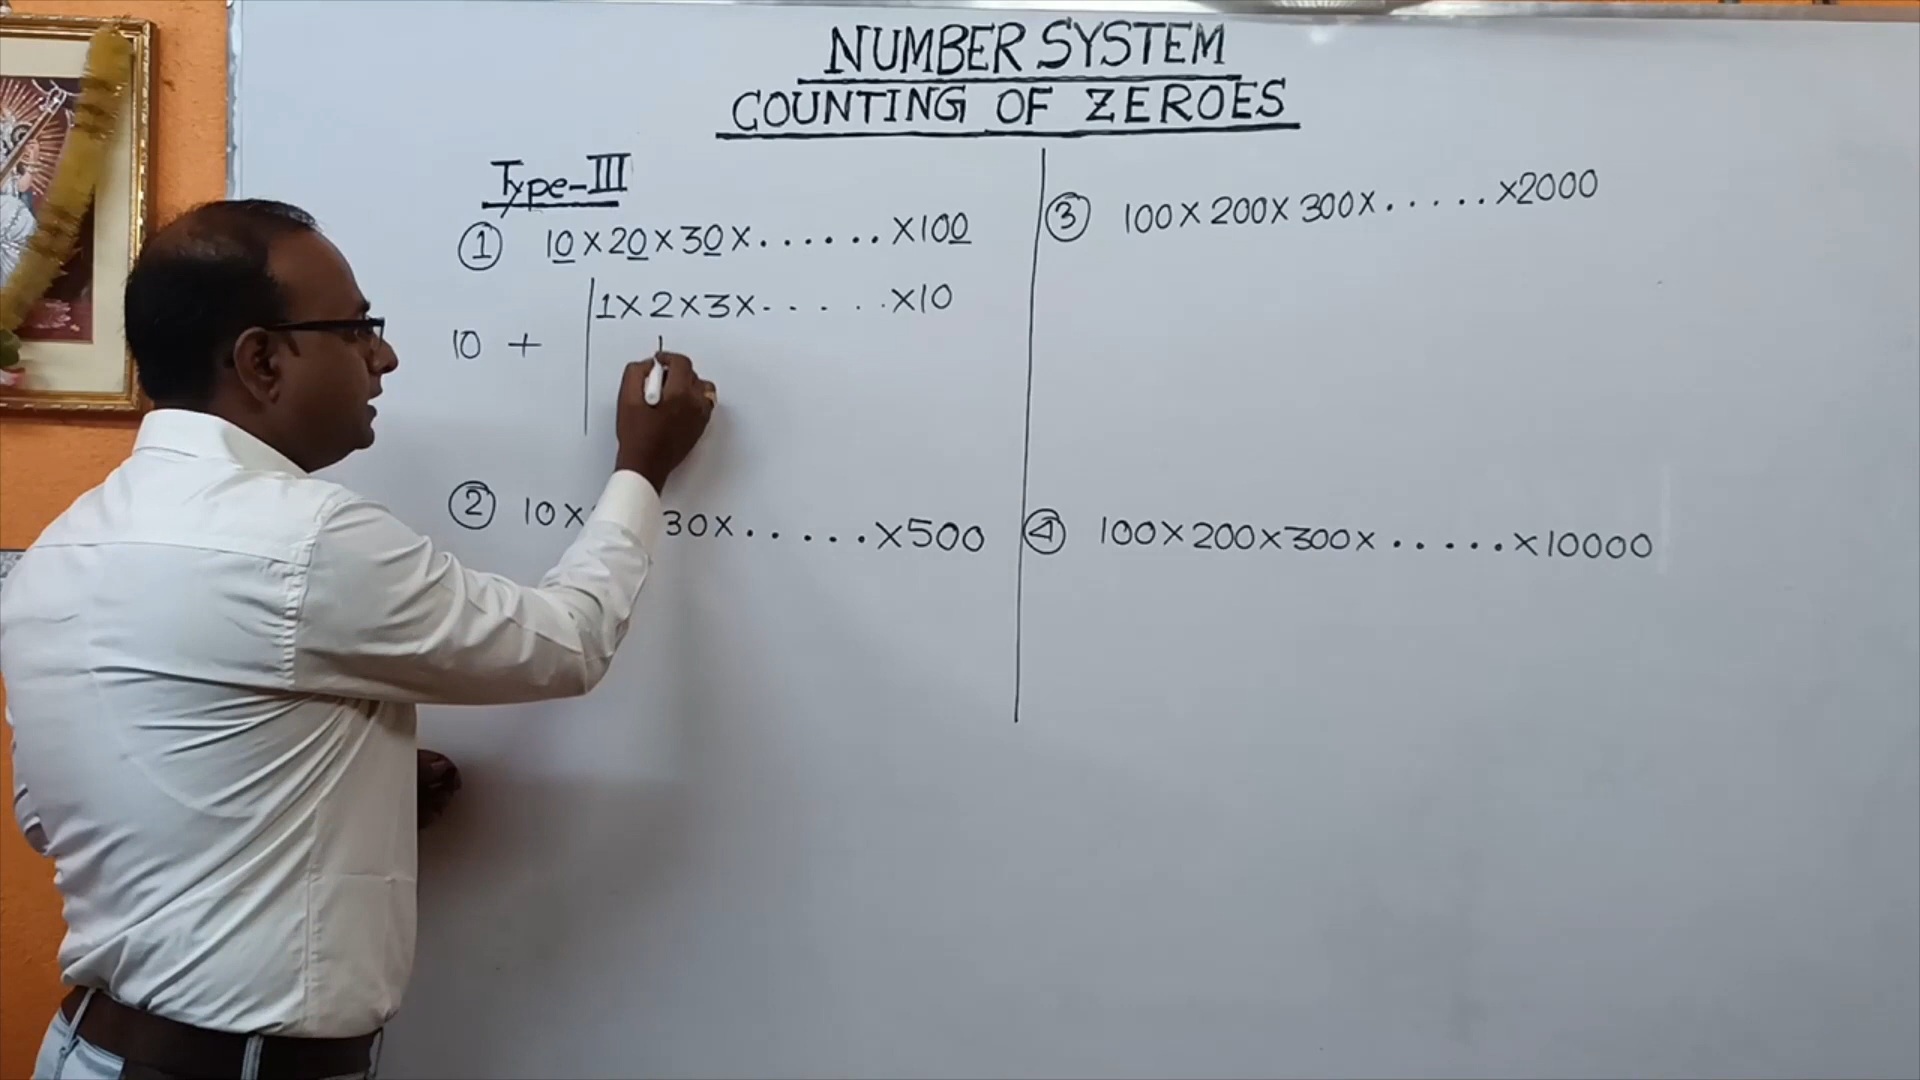 NUMBER SYSTEM
COUNTING OF ZEROES
Type-III
① 10 × 20 × 30 × . . . . . . × 100
1 × 2 × 3 × . . . . . × 10
10 +
② 10 × 30 × . . . . . × 500
③ 100 × 200 × 300 × . . . . . × 2000
④ 100 × 200 × 300 × . . . . . × 10000